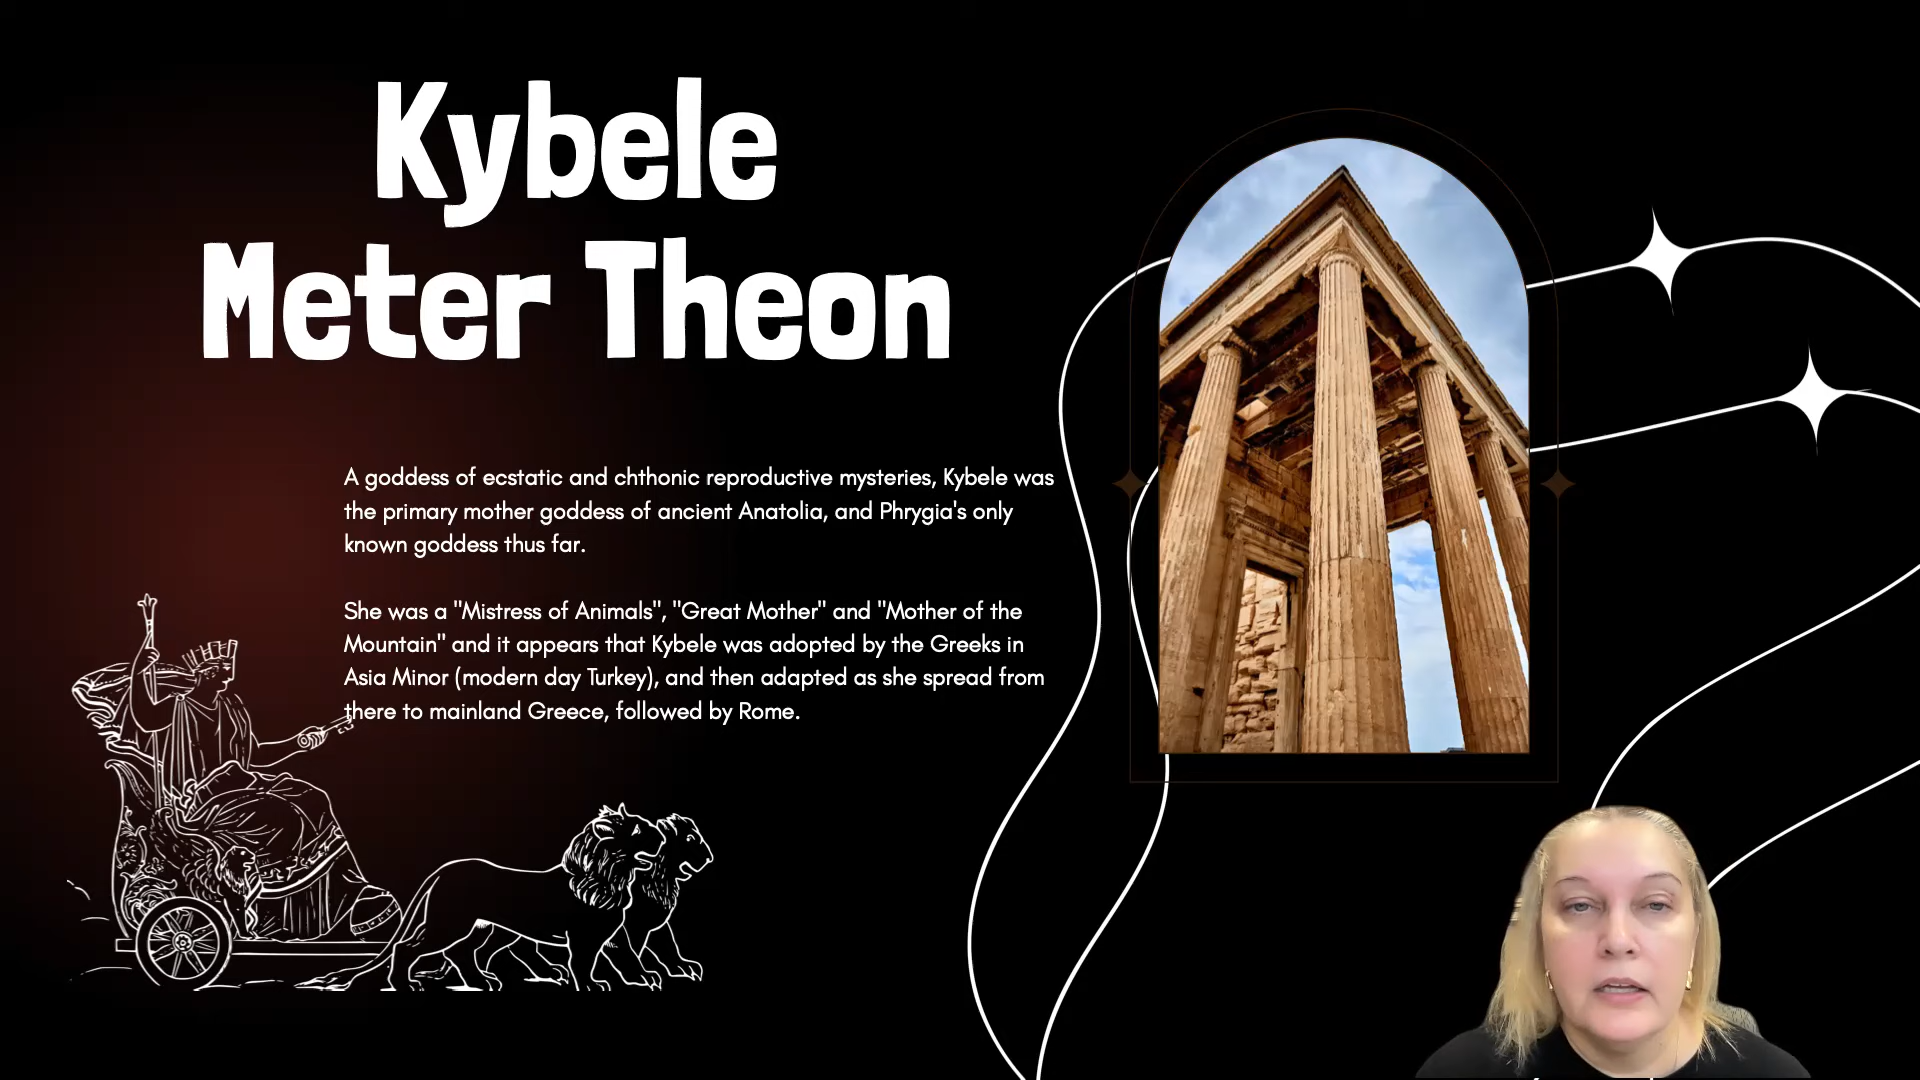 Kybele
Meter Theon
A goddess of ecstatic and chthonic reproductive mysteries, Kybele was
the primary mother goddess of ancient Anatolia, and Phrygia's only
known goddess thus far.
She was a "Mistress of Animals", "Great Mother" and "Mother of the
Mountain" and it appears that Kybele was adopted by the Greeks in
Asia Minor (modern day Turkey), and then adapted as she spread from
there to mainland Greece, followed by Rome.